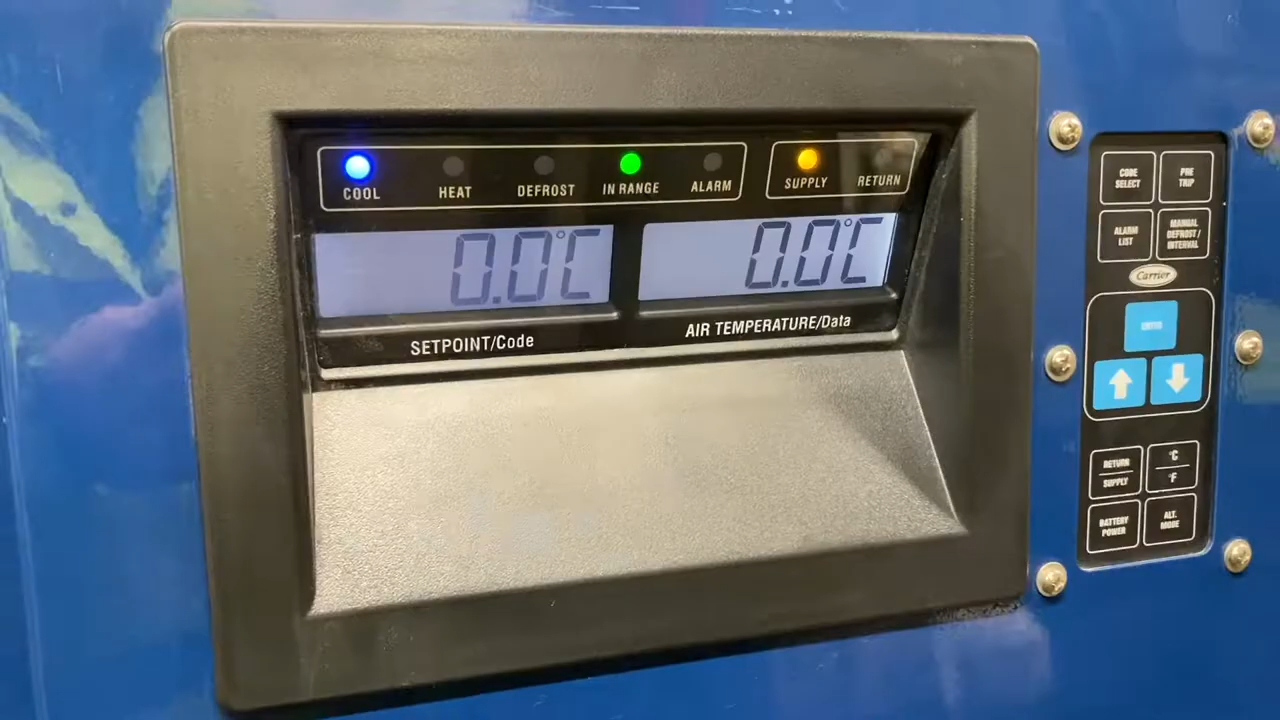 COOL HEAT DEFROST IN RANGE ALARM SUPPLY RETURN
0.0°C 0.0°C
SETPOINT/Code AIR TEMPERATURE/Data
CODE
SELECT
PRE
TRIP
ALARM
LIST
MANUAL
DEFROST /
INTERVAL
Carrier
ENTER
RETURN
SUPPLY
°C
°F
BATTERY
POWER
ALT.
MODE